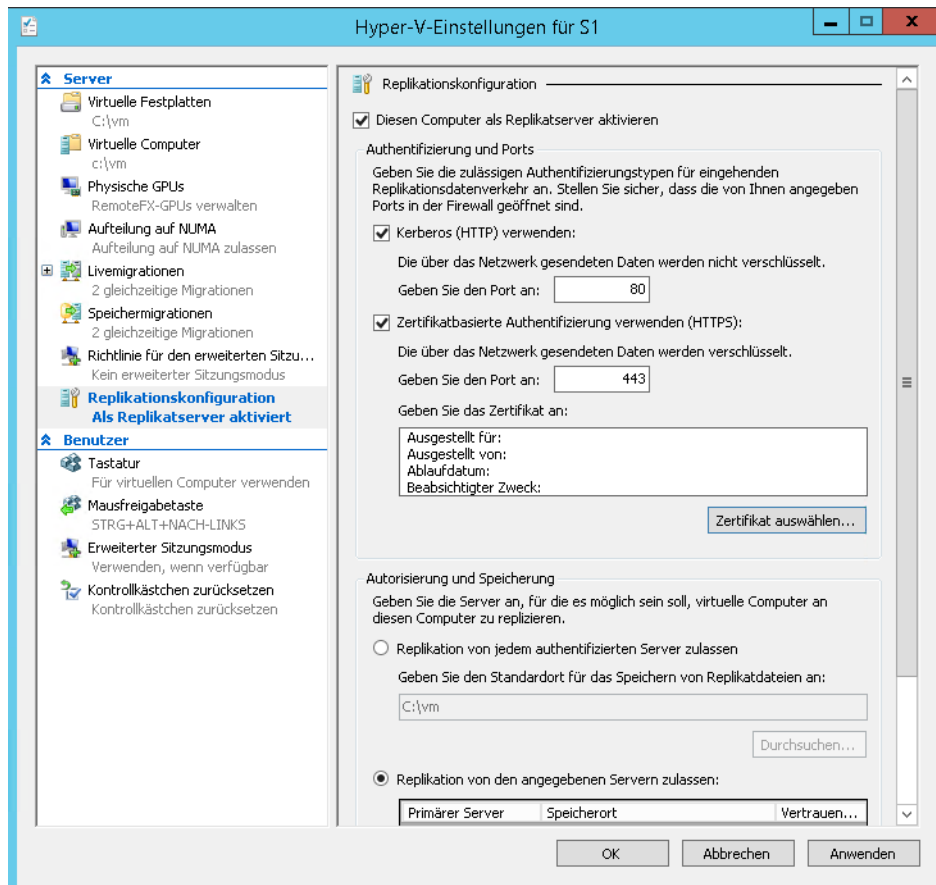 Hyper-V-Einstellungen für S1
Server
Virtuelle Festplatten
C:\vm
Virtuelle Computer
c:\vm
Physische GPUs
RemoteFX-GPUs verwalten
Aufteilung auf NUMA
Aufteilung auf NUMA zulassen
Livemigrationen
2 gleichzeitige Migrationen
Speichermigrationen
2 gleichzeitige Migrationen
Richtlinie für den erweiterten Sitzu...
Kein erweiterter Sitzungsmodus
Replikationskonfiguration
Als Replikatserver aktiviert
Benutzer
Tastatur
Für virtuellen Computer verwenden
Mausfreigabetaste
STRG+ALT+NACH-LINKS
Erweiterter Sitzungsmodus
Verwenden, wenn verfügbar
Kontrollkästchen zurücksetzen
Kontrollkästchen zurücksetzen
Replikationskonfiguration
Diesen Computer als Replikatserver aktivieren
Authentifizierung und Ports
Geben Sie die zulässigen Authentifizierungstypen für eingehenden
Replikationsdatenverkehr an. Stellen Sie sicher, dass die von Ihnen angegeben
Ports in der Firewall geöffnet sind.
Kerberos (HTTP) verwenden:
Die über das Netzwerk gesendeten Daten werden nicht verschlüsselt.
Geben Sie den Port an: 80
Zertifikatbasierte Authentifizierung verwenden (HTTPS):
Die über das Netzwerk gesendeten Daten werden verschlüsselt.
Geben Sie den Port an: 443
Geben Sie das Zertifikat an:
Ausgestellt für:
Ausgestellt von:
Ablaufdatum:
Beabsichtigter Zweck:
Zertifikat auswählen...
Autorisierung und Speicherung
Geben Sie die Server an, für die es möglich sein soll, virtuelle Computer an
diesen Computer zu replizieren.
Replikation von jedem authentifizierten Server zulassen
Geben Sie den Standardort für das Speichern von Replikatdateien an:
C:\vm
Durchsuchen...
Replikation von den angegebenen Servern zulassen:
Primärer Server Speicherort Vertrauen...
OK Abbrechen Anwenden